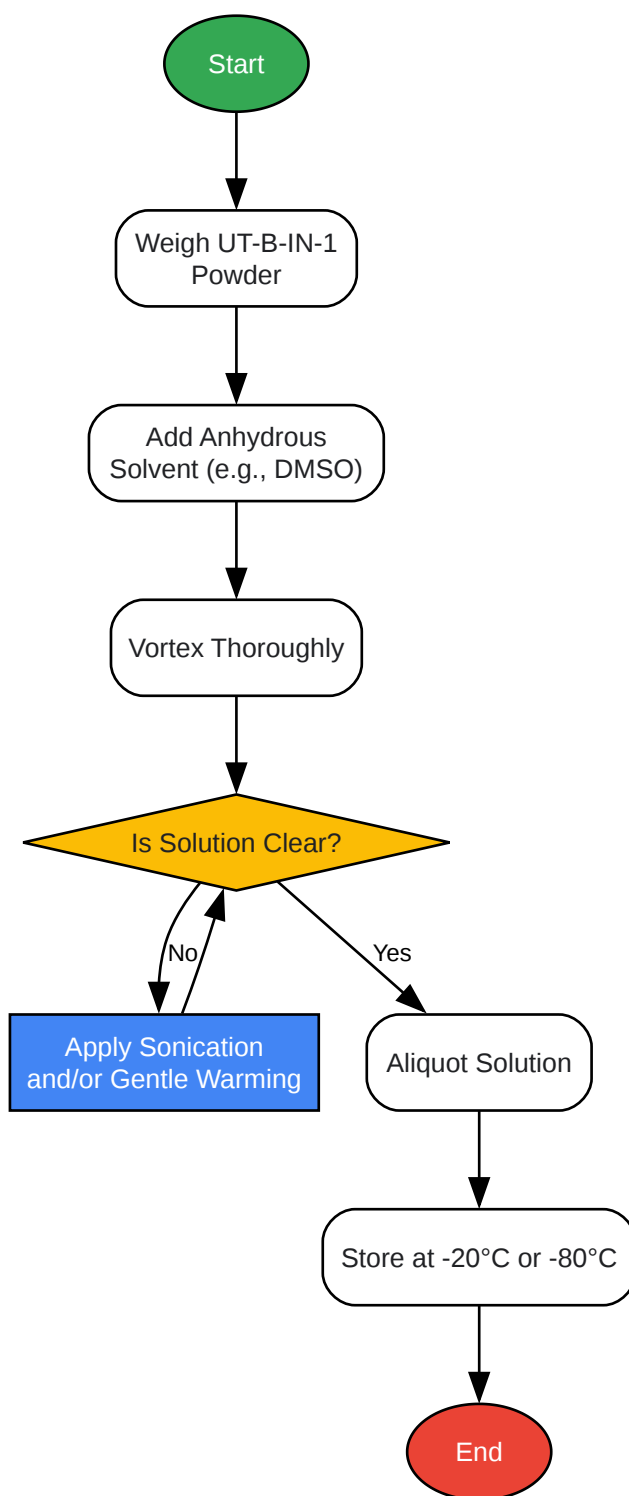 Start
Weigh UT-B-IN-1
Powder
Add Anhydrous
Solvent (e.g., DMSO)
Vortex Thoroughly
Is Solution Clear?
No
Yes
Apply Sonication
and/or Gentle Warming
Aliquot Solution
Store at -20°C or -80°C
End